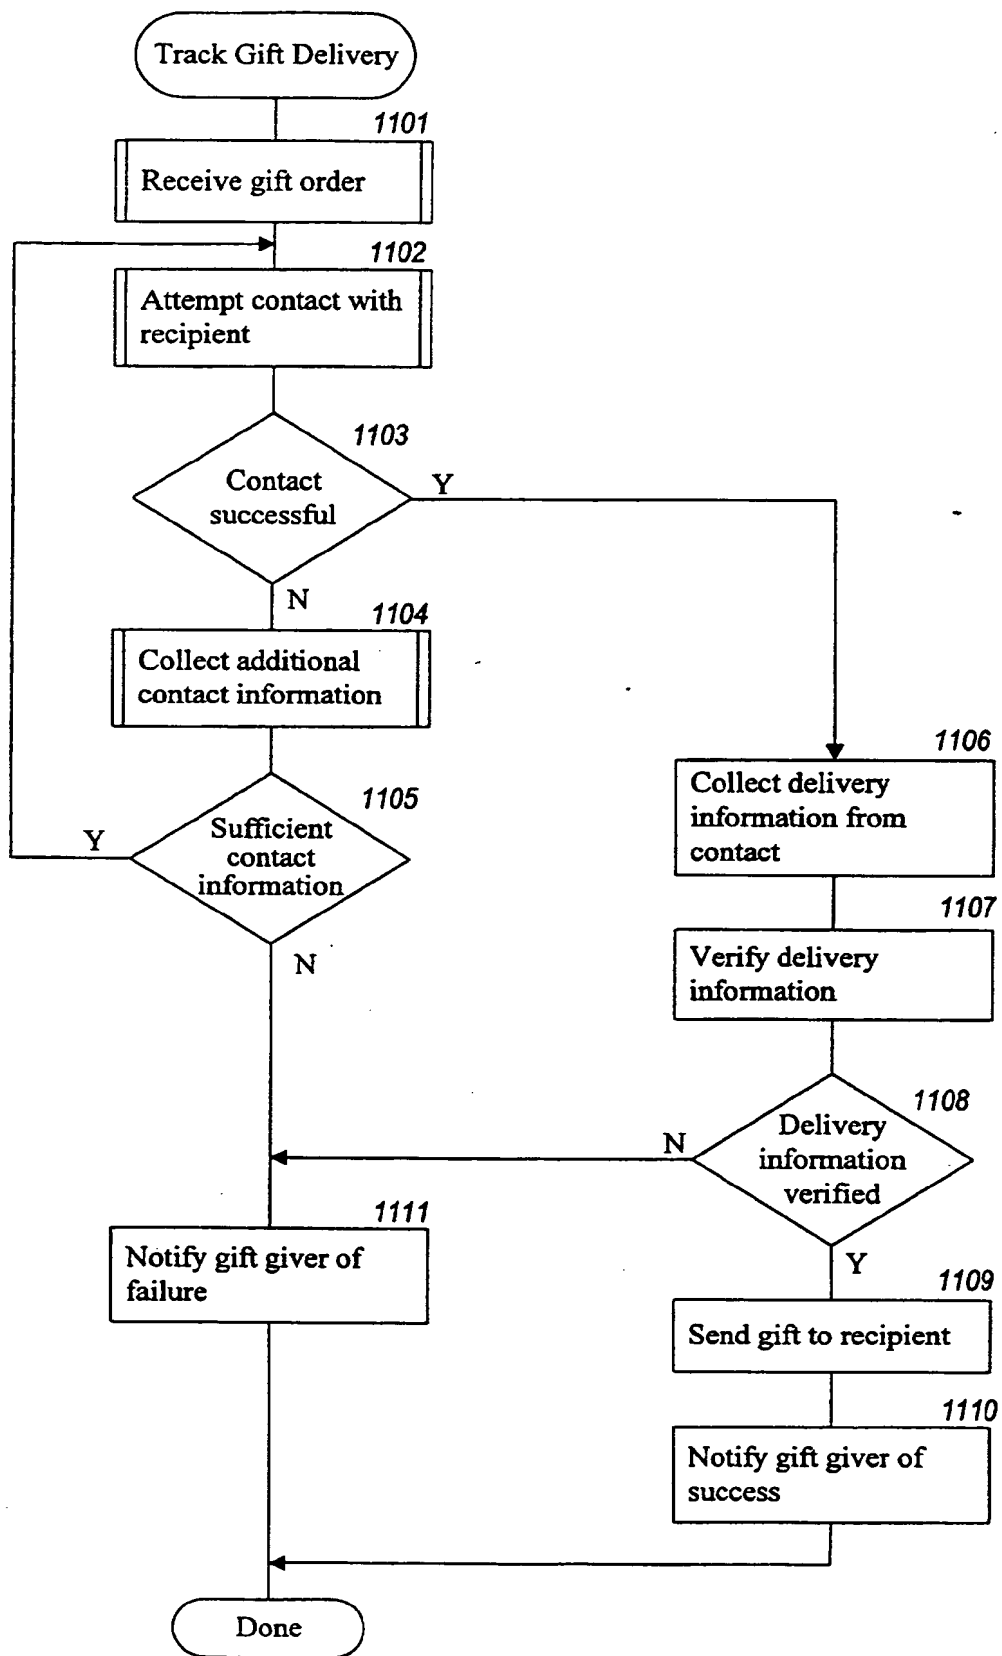 Track Gift Delivery
1101
Receive gift order
1102
Attempt contact with
recipient
1103
Contact
successful
Y
N
1104
Collect additional
contact information
1105
Sufficient
contact
information
Y
N
1106
Collect delivery
information from
contact
1107
Verify delivery
information
1108
Delivery
information
verified
N
Y
1109
Send gift to recipient
1110
Notify gift giver of
success
1111
Notify gift giver of
failure
Done